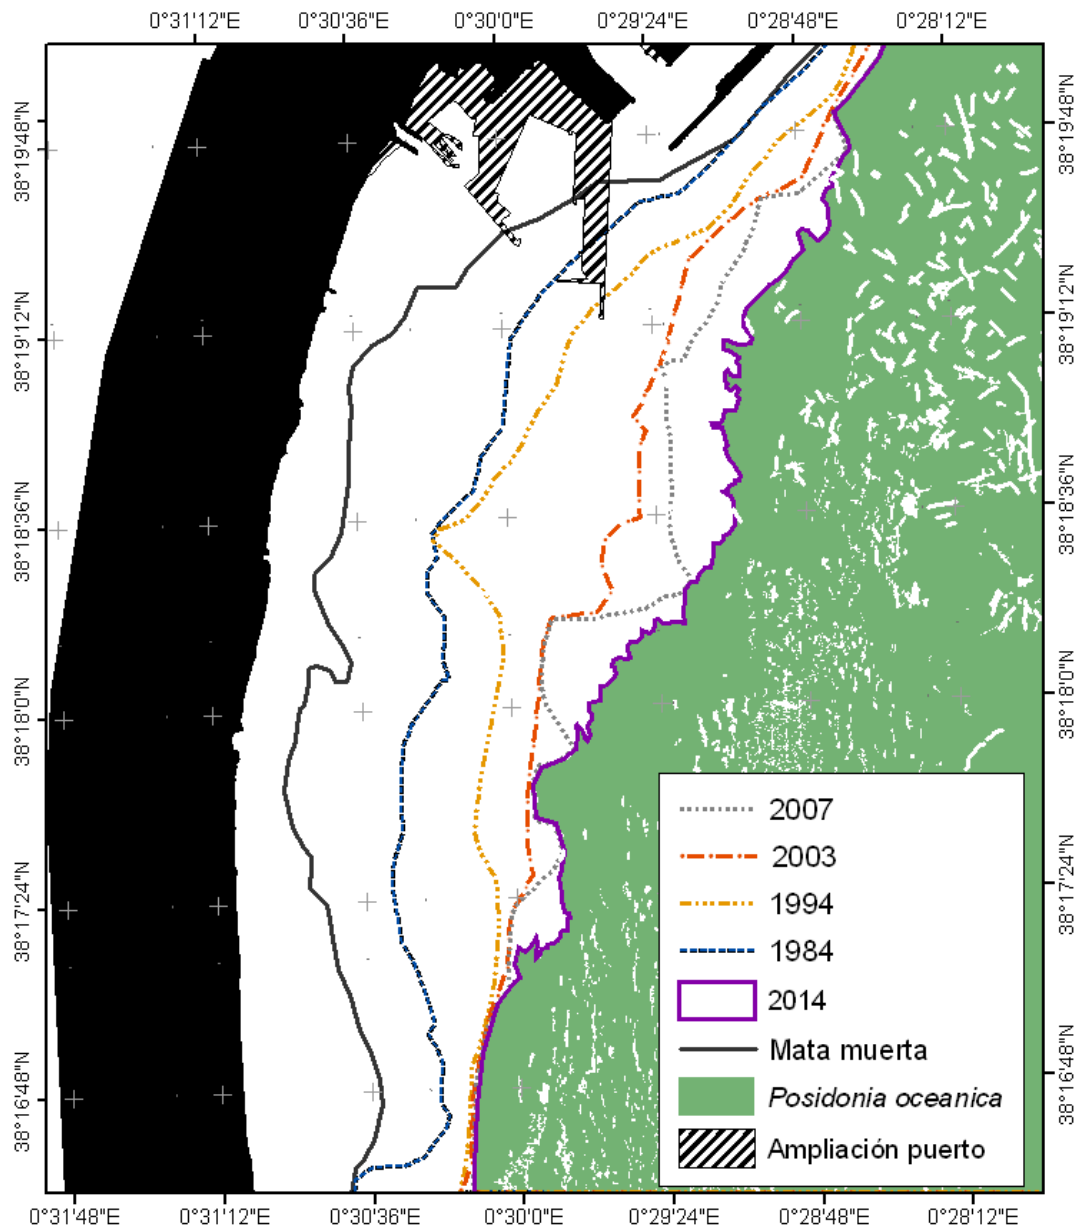 0°31'12"E 0°30'36"E 0°30'0"E 0°29'24"E 0°28'48"E 0°28'12"E
38°19'48"N 38°19'48"N
38°19'12"N 38°19'12"N
38°18'36"N 38°18'36"N
38°18'0"N 38°18'0"N
2007
2003
38°17'24"N 38°17'24"N
1994
1984
2014
Mata muerta
38°16'48"N 38°16'48"N
Posidonia oceanica
Ampliación puerto
0°31'48"E 0°31'12"E 0°30'36"E 0°30'0"E 0°29'24"E 0°28'48"E 0°28'12"E